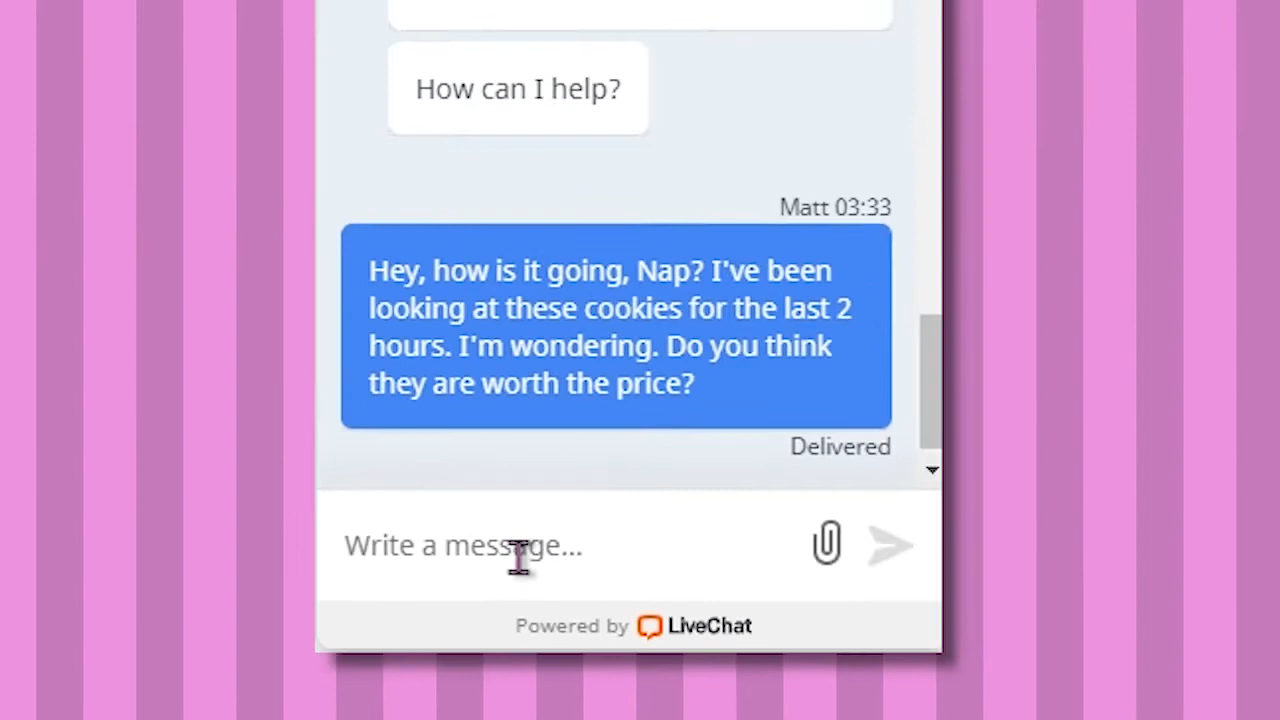 How can I help?
Matt 03:33
Hey, how is it going, Nap? I've been
looking at these cookies for the last 2
hours. I'm wondering. Do you think
they are worth the price?
Delivered
Write a message...
Powered by LiveChat